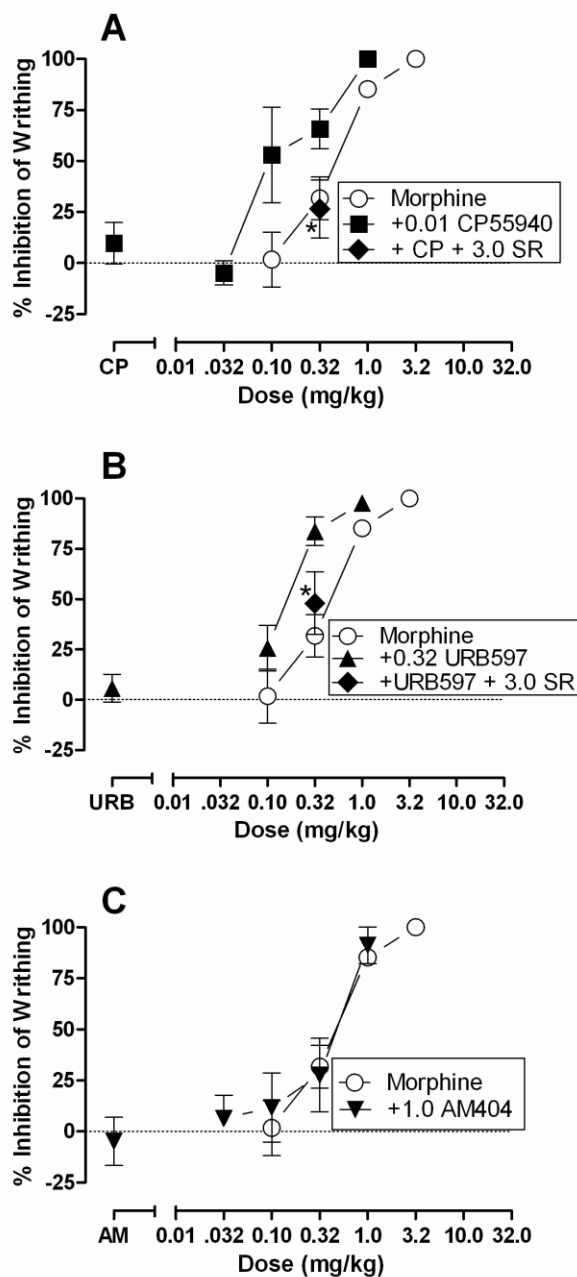 A
% Inhibition of Writhing
100
75
50
25
0
-25
Morphine
+0.01 CP55940
+ CP + 3.0 SR
*
CP 0.01 .032 0.10 0.32 1.0 3.2 10.0 32.0
Dose (mg/kg)
B
% Inhibition of Writhing
100
75
50
25
0
-25
*
Morphine
+0.32 URB597
+URB597 + 3.0 SR
URB 0.01 .032 0.10 0.32 1.0 3.2 10.0 32.0
Dose (mg/kg)
C
% Inhibition of Writhing
100
75
50
25
0
-25
Morphine
+1.0 AM404
AM 0.01 .032 0.10 0.32 1.0 3.2 10.0 32.0
Dose (mg/kg)